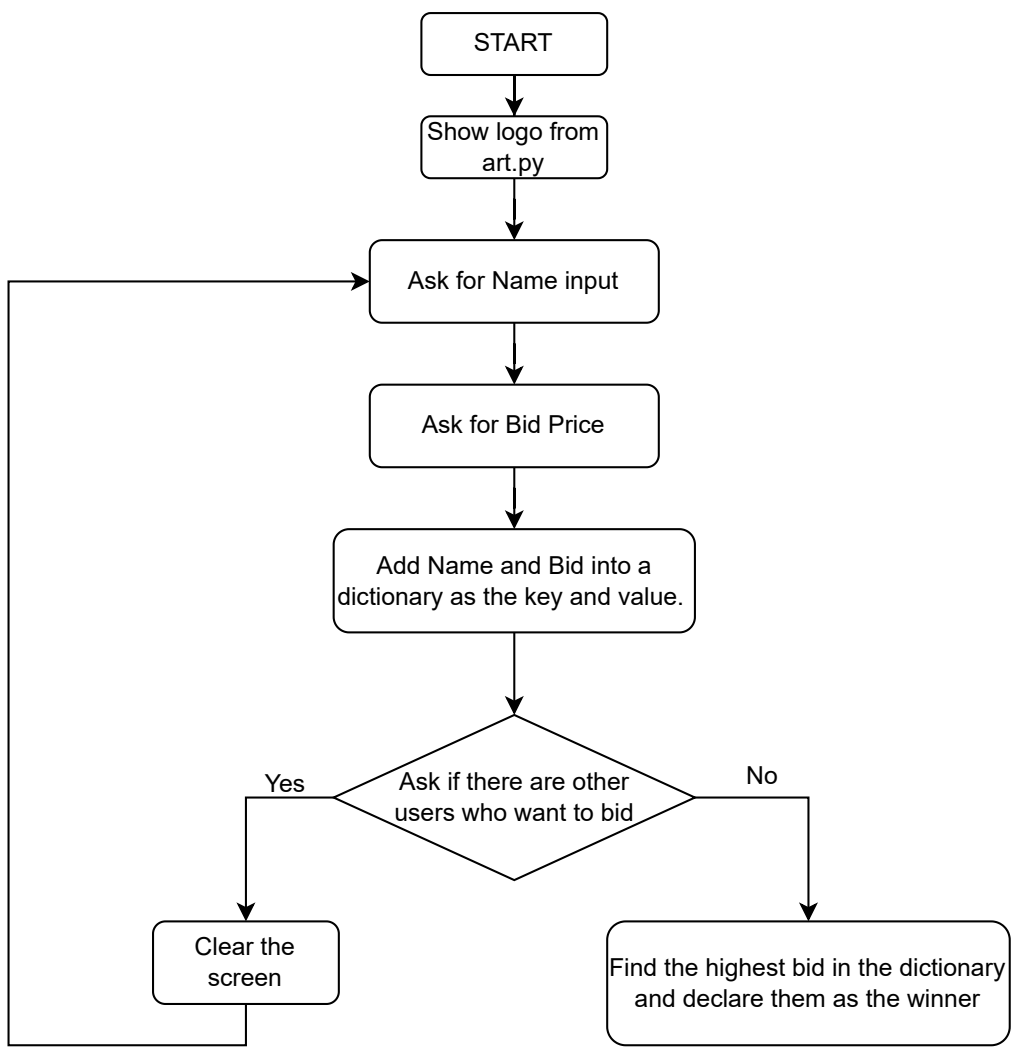 START
Show logo from
art.py
Ask for Name input
Ask for Bid Price
Add Name and Bid into a
dictionary as the key and value.
Ask if there are other
users who want to bid
Yes
No
Clear the
screen
Find the highest bid in the dictionary
and declare them as the winner